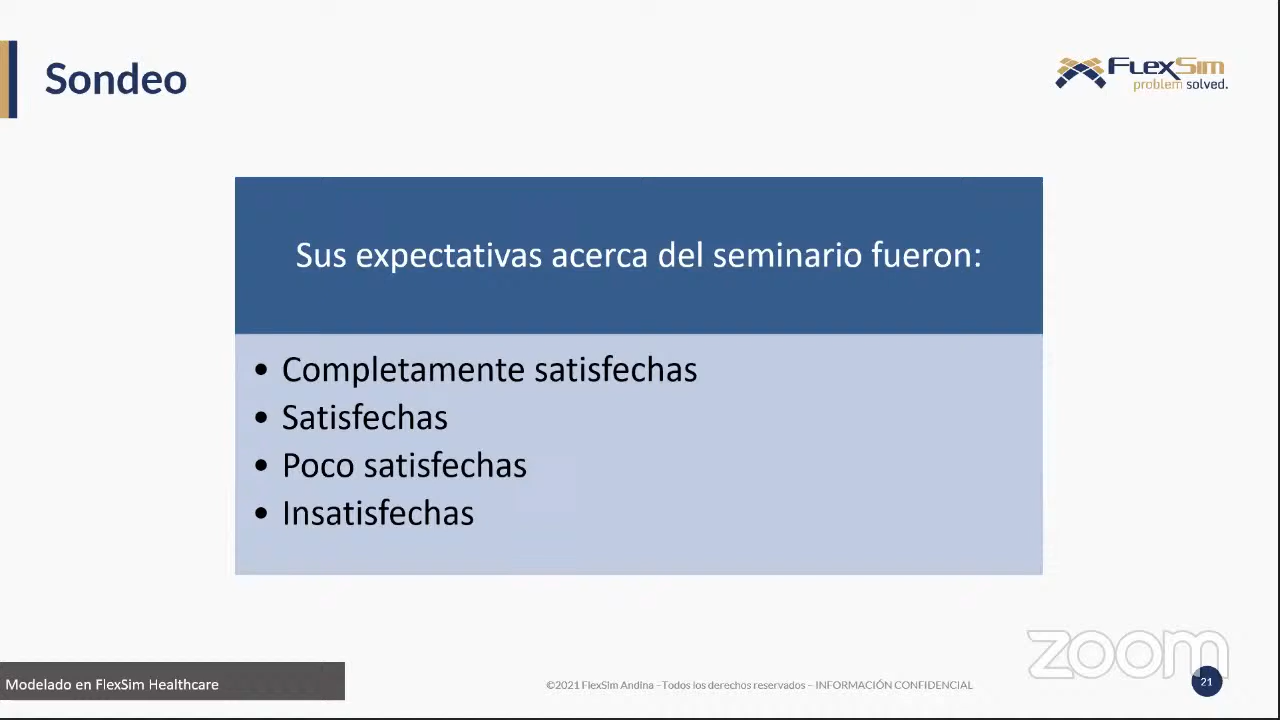 Sondeo
FLEXSIM
problem solved.
Sus expectativas acerca del seminario fueron:
• Completamente satisfechas
• Satisfechas
• Poco satisfechas
• Insatisfechas
zoom
Modelado en FlexSim Healthcare
©2021 FlexSim Andina –Todos los derechos reservados – INFORMACIÓN CONFIDENCIAL
21